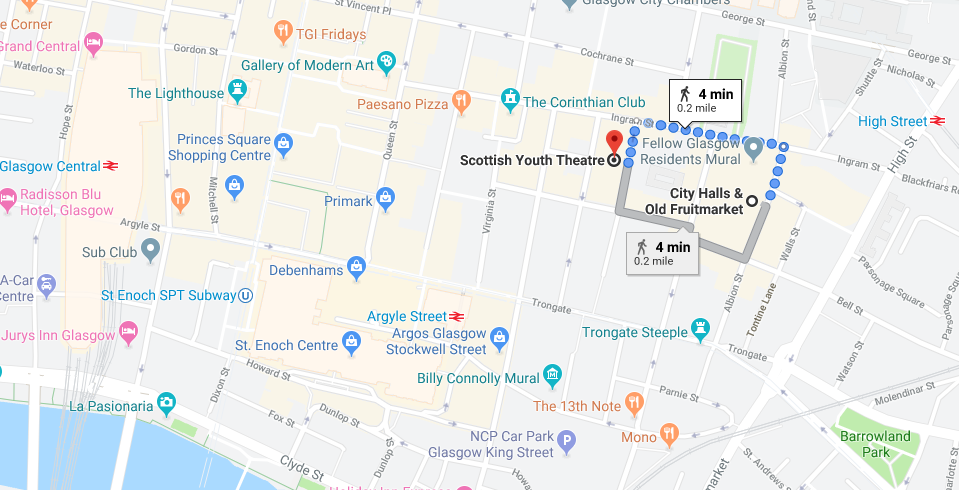 St Vincent Pl
Glasgow City Chambers
George St
George St
e Corner
TGI Fridays
Grand Central
Gordon St
Cochrane St
Albion St
Waterloo St
Gallery of Modern Art
Shuttle St
Nicholas St
The Lighthouse
4 min
0.2 mile
Paesano Pizza
The Corinthian Club
Hope St
Ingram St
High Street
Queen St
Princes Square
Shopping Centre
Fellow Glasgow
Residents Mural
High St
Scottish Youth Theatre
Ingram St
Glasgow Central
Blackfriars R
Mitchell St
Radisson Blu
Hotel, Glasgow
City Halls &
Old Fruitmarket
Primark
Virginia St
Argyle St
Walls St
4 min
0.2 mile
Sub Club
Debenhams
Parsonage Square
Parsonage Row
A-Car
Centre
St Enoch SPT Subway
U
Albion St
Tontine Lane
Bell St
Trongate
Argyle Street
Jurys Inn Glasgow
Trongate Steeple
St. Enoch Centre
Argos Glasgow
Stockwell Street
Trongate
Watson St
Howard St
Billy Connolly Mural
Molendinar St
Dixon St
Parnie St
La Pasionaria
The 13th Note
Fox St
Dunlop St
Dunlop St
NCP Car Park
Glasgow King Street
P
Mono
Barrowland
Park
Clyde St
St. Andrews St
market